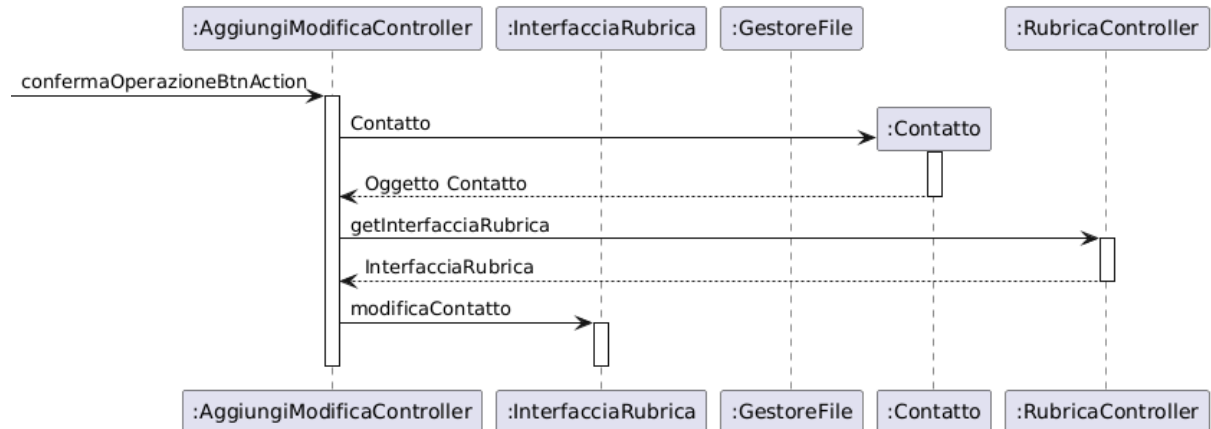 :AggiungiModificaController :InterfacciaRubrica :GestoreFile :RubricaController
confermaOperazioneBtnAction
Contatto
:Contatto
Oggetto Contatto
getInterfacciaRubrica
InterfacciaRubrica
modificaContatto
:AggiungiModificaController :InterfacciaRubrica :GestoreFile :Contatto :RubricaController